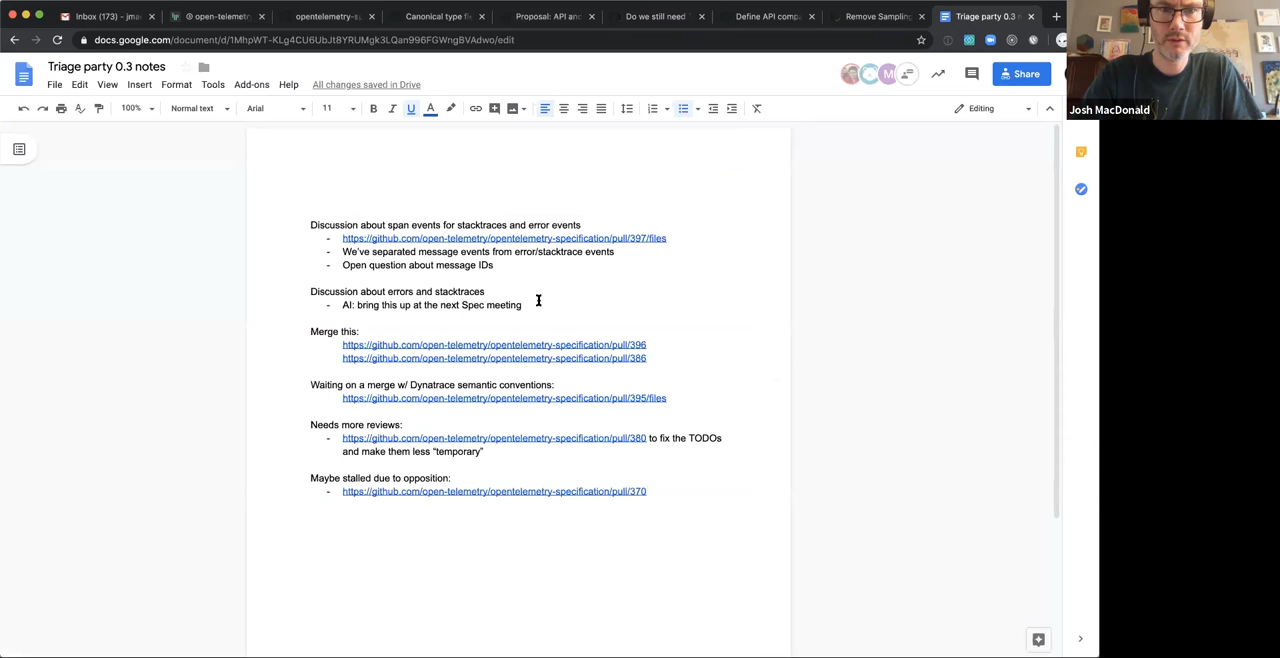 Inbox (173) - jma
open-telemetr
opentelemetry-s
Canonical type fi
Proposal: API an
Do we still need
Define API comp
Remove Sampling
Triage party 0.3 n
docs.google.com/document/d/1MhpWT-KLg4CU6UbJt8YRUMgk3LQan996FGWngBVAdwo/edit
Triage party 0.3 notes
File Edit View Insert Format Tools Add-ons Help All changes saved in Drive
Share
100% Normal text Arial 11 B I U A Editing
Josh MacDonald
Discussion about span events for stacktraces and error events
- https://github.com/open-telemetry/opentelemetry-specification/pull/397/files
- We've separated message events from error/stacktrace events
- Open question about message IDs
Discussion about errors and stacktraces
- AI: bring this up at the next Spec meeting
Merge this:
https://github.com/open-telemetry/opentelemetry-specification/pull/396
https://github.com/open-telemetry/opentelemetry-specification/pull/386
Waiting on a merge w/ Dynatrace semantic conventions:
https://github.com/open-telemetry/opentelemetry-specification/pull/395/files
Needs more reviews:
- https://github.com/open-telemetry/opentelemetry-specification/pull/380 to fix the TODOs
and make them less "temporary"
Maybe stalled due to opposition:
- https://github.com/open-telemetry/opentelemetry-specification/pull/370